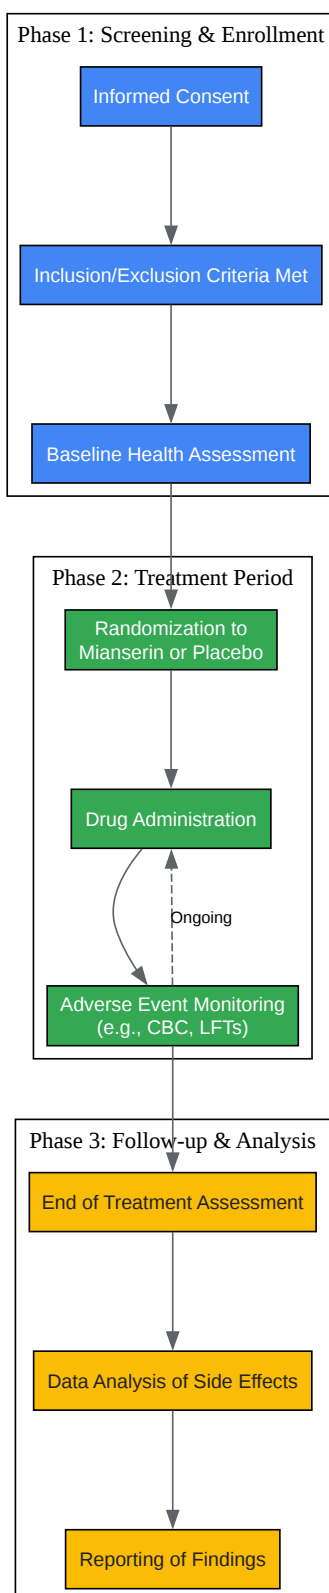 Phase 1: Screening & Enrollment
Informed Consent
Inclusion/Exclusion Criteria Met
Baseline Health Assessment
Phase 2: Treatment Period
Randomization to
Mianserin or Placebo
Drug Administration
Ongoing
Adverse Event Monitoring
(e.g., CBC, LFTs)
Phase 3: Follow-up & Analysis
End of Treatment Assessment
Data Analysis of Side Effects
Reporting of Findings